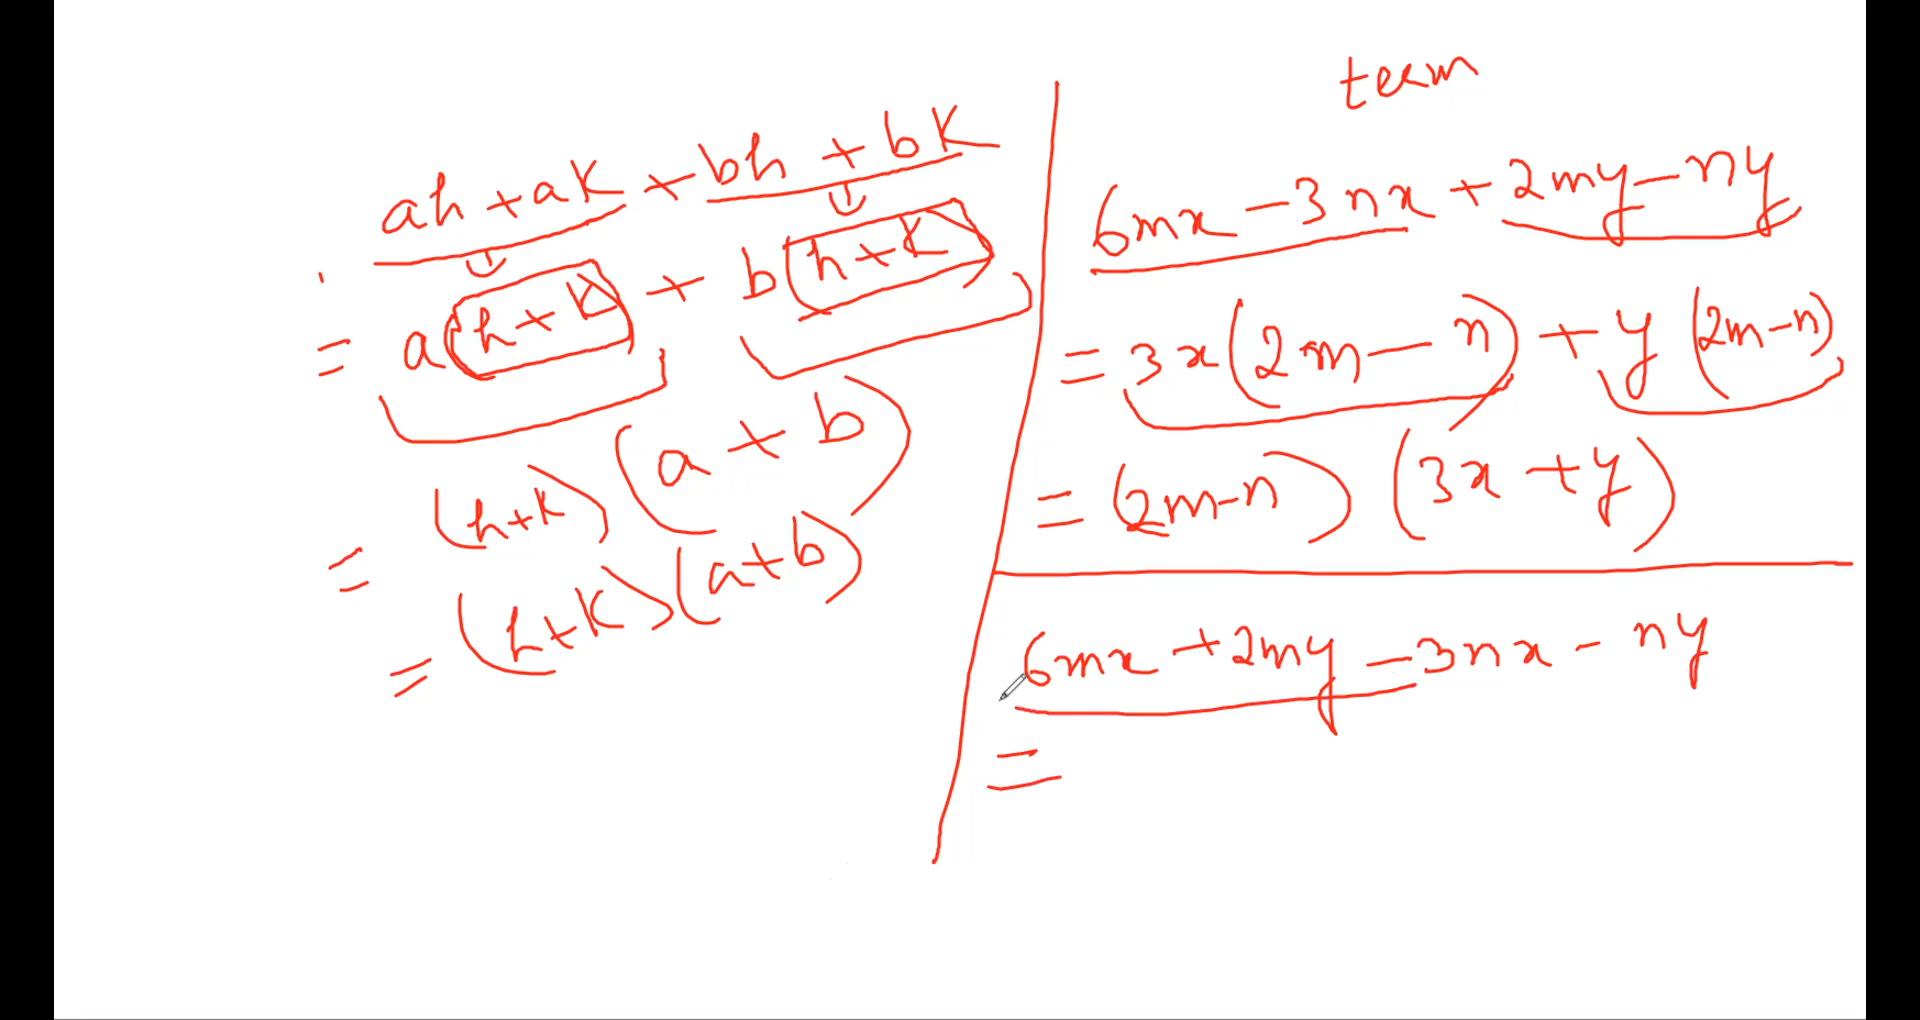 ah + ak + bh + bk
= a(h+k) + b(h+k)
= (h+k) (a + b)
= (h+k)(a+b)
term
6mx - 3nx + 2my - ny
= 3x(2m - n) + y(2m-n)
= (2m-n) (3x + y)
6mx + 2my - 3nx - ny
=